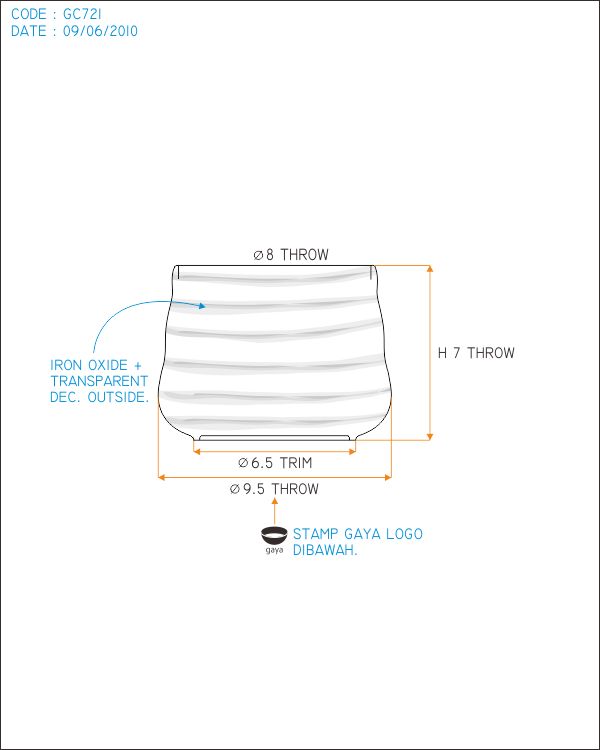 CODE : GC721
DATE : 09/06/2010
⌀8 THROW
H 7 THROW
IRON OXIDE +
TRANSPARENT
DEC. OUTSIDE.
⌀6.5 TRIM
⌀9.5 THROW
STAMP GAYA LOGO
DIBAWAH.
gaya